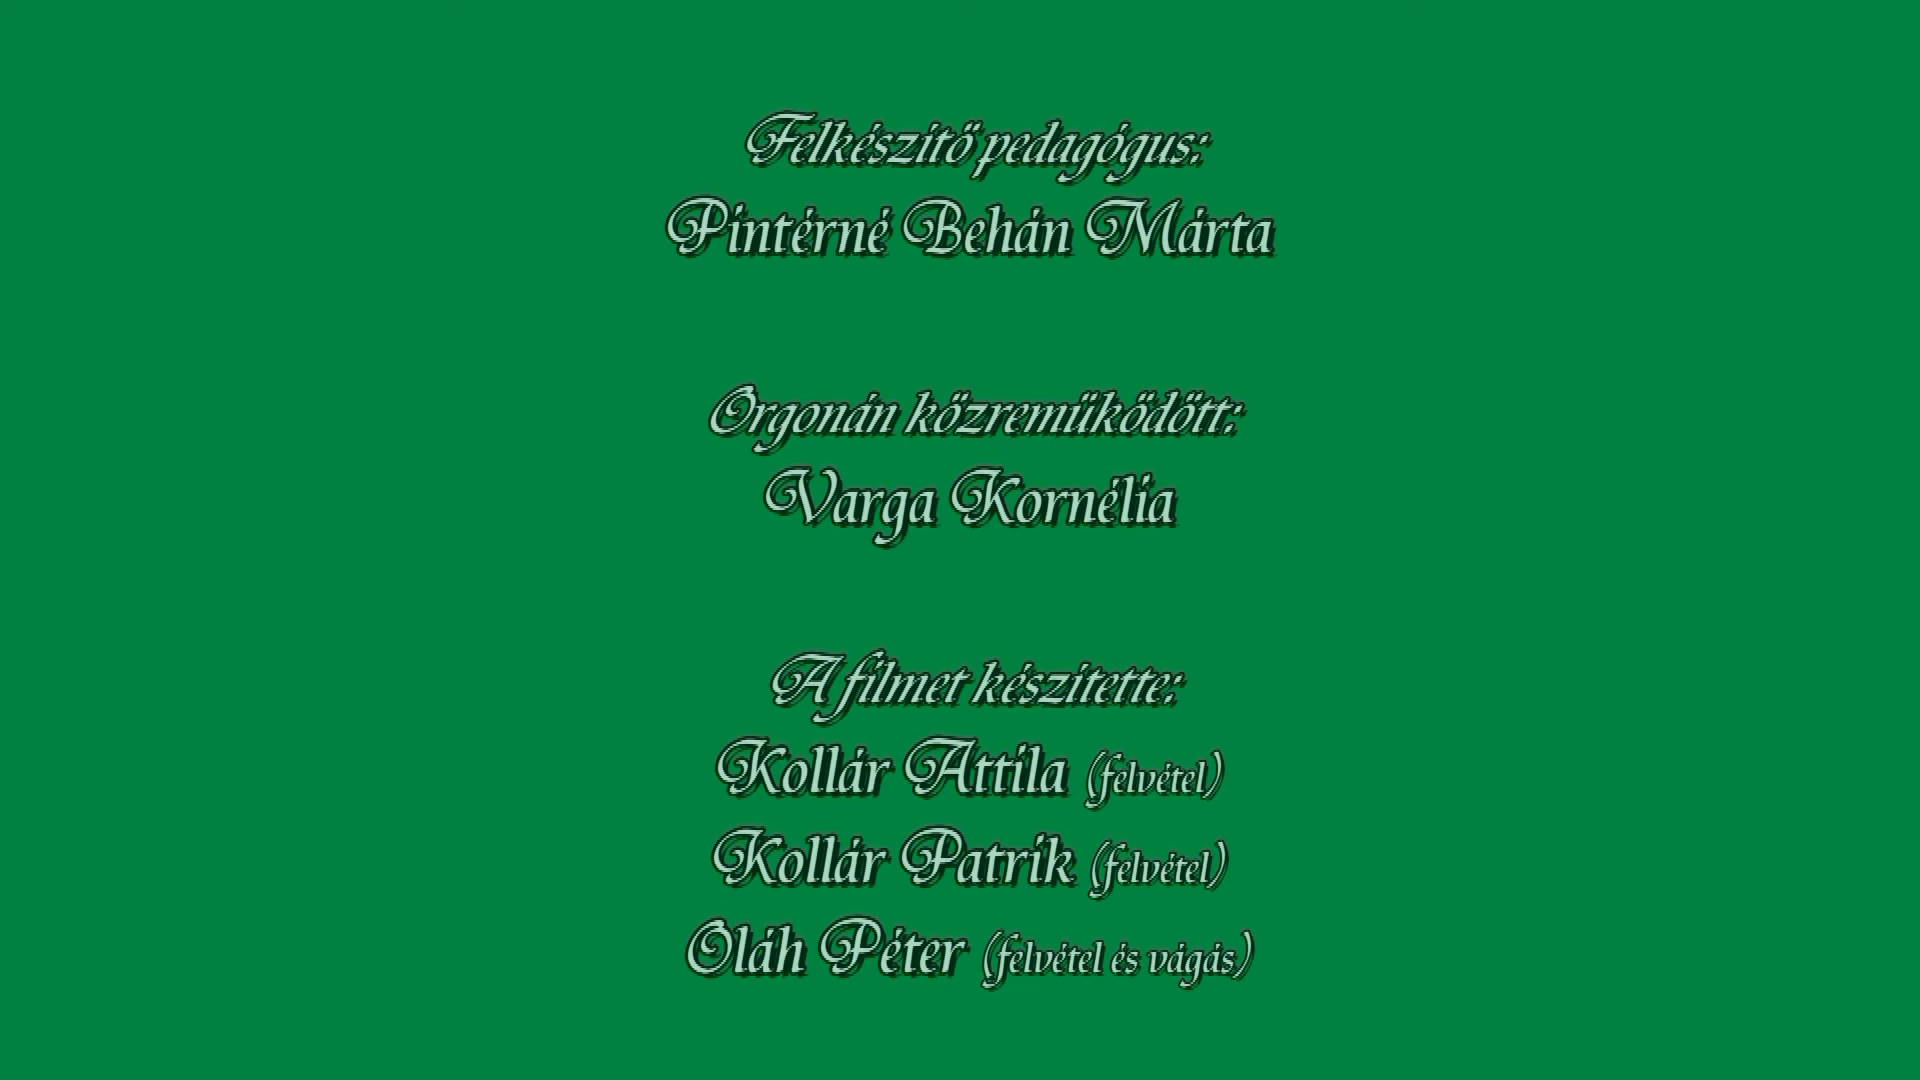 Felkészítő pedagógus:
Pintérné Behán Márta
Orgonán közreműködött:
Varga Kornélia
A filmet készítette:
Kollár Attila (felvétel)
Kollár Patrik (felvétel)
Oláh Péter (felvétel és vágás)